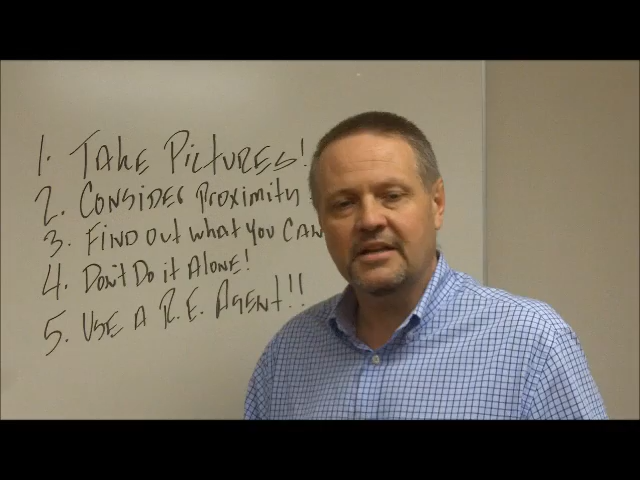 1. TAKE PICTURES!
2. CONSIDER PROXIMITY
3. FIND OUT WHAT YOU CAN
4. DON'T DO IT ALONE!
5. USE A R.E. AGENT!!